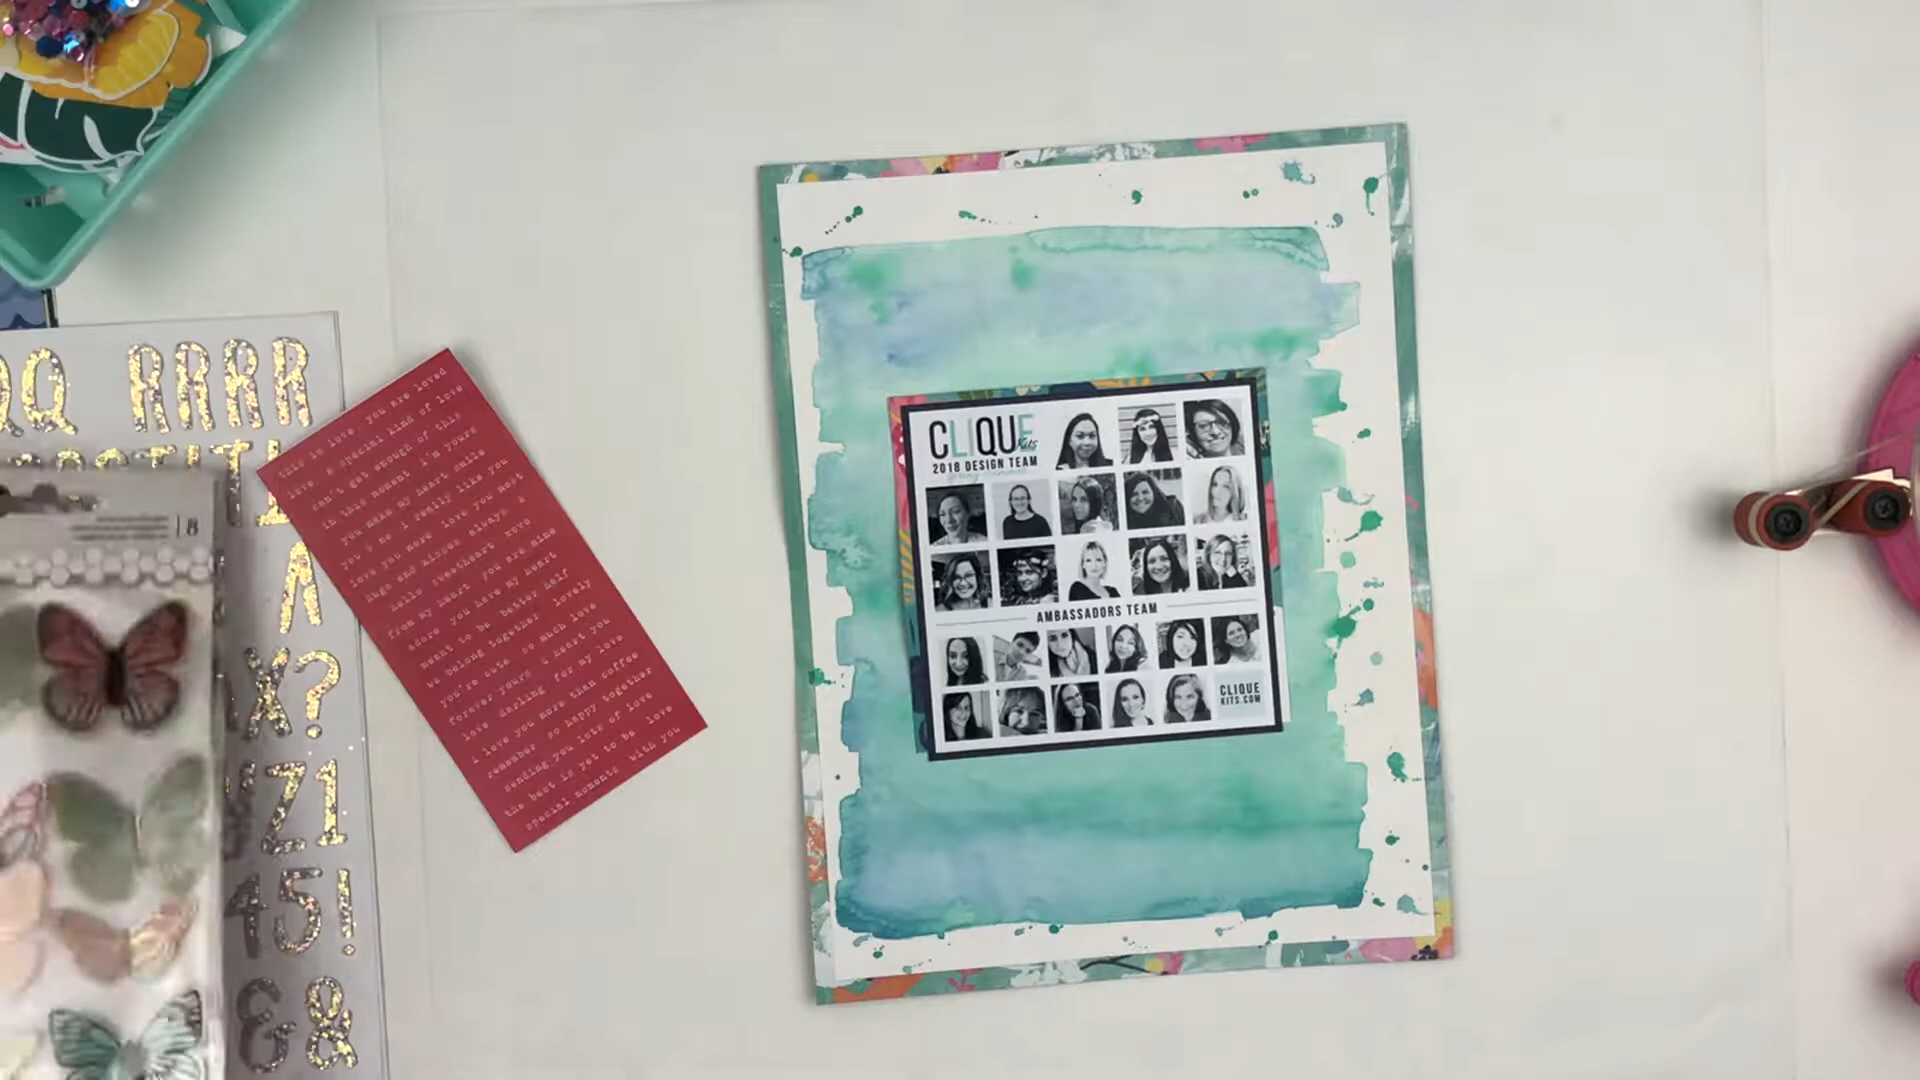 QQ RRRR
A
X?
Z1
45!
&&
8
this is love you are loved
love a special kind of love
can't get enough of this
in this moment i'm yours
you make my heart smile
you & me i really like you
love you more love you most
hugs and kisses always &
hello sweetheart xoxo
from my heart you are mine
adore you have my heart
meant to be better half
we belong together lovely
you're cute so much love
forever yours i heart you
love darling for my love
i love you more than coffee
remember so happy together
sending you lots of love
the best is yet to be love
special moments with you
CLIQUE
Kits
2018 DESIGN TEAM
AMBASSADORS TEAM
CLIQUE
KITS.COM